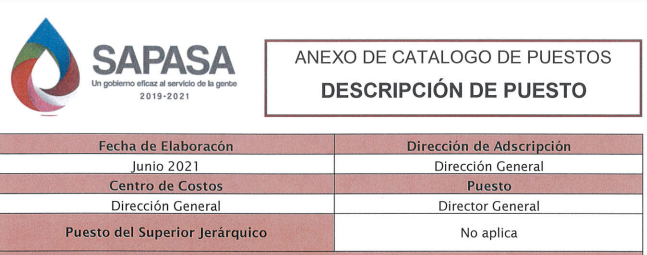 SAPASA
Un gobierno eficaz al servicio de la gente
2019-2021
ANEXO DE CATALOGO DE PUESTOS
DESCRIPCIÓN DE PUESTO
Fecha de Elaboracón Dirección de Adscripción
Junio 2021 Dirección General
Centro de Costos Puesto
Dirección General Director General
Puesto del Superior Jerárquico No aplica